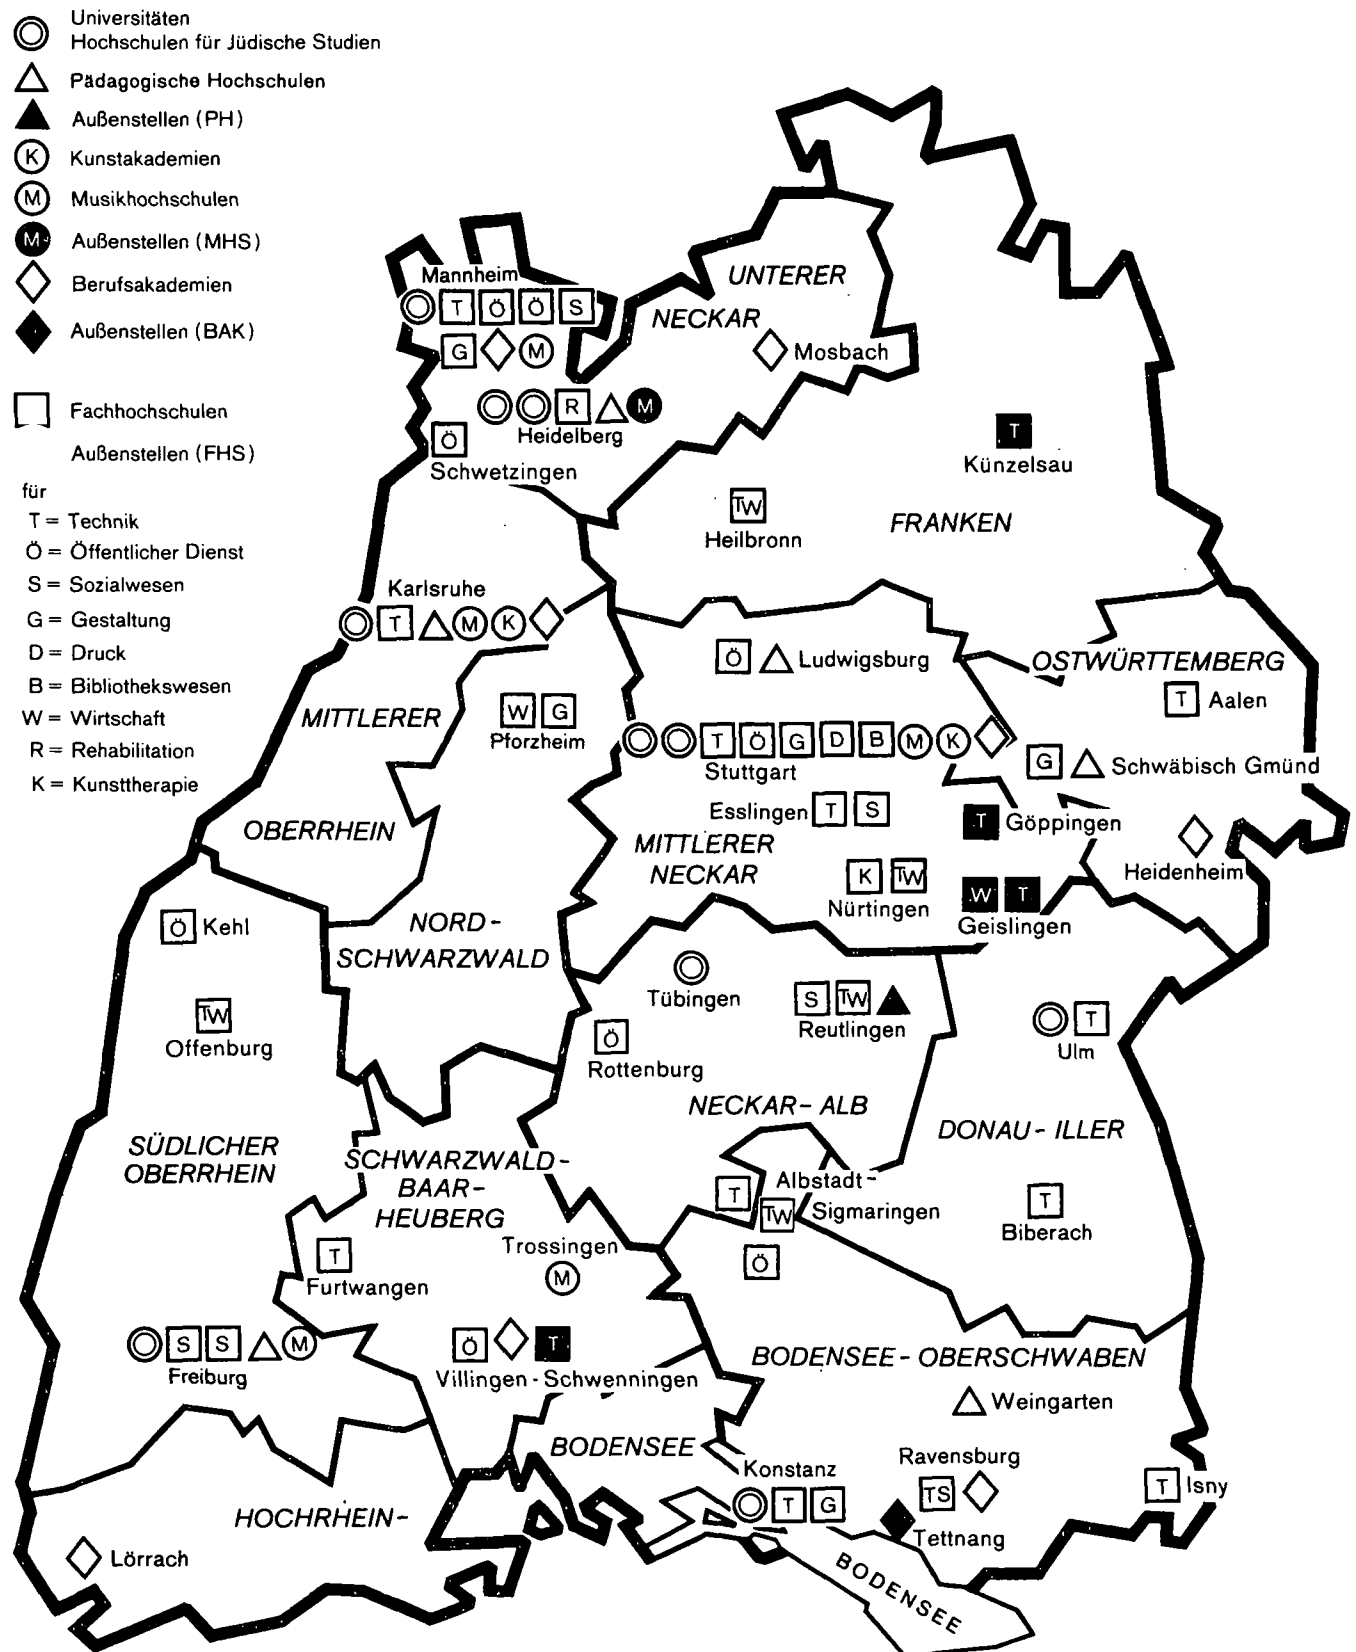 Universitäten
Hochschulen für Jüdische Studien
Pädagogische Hochschulen
Außenstellen (PH)
K Kunstakademien
M Musikhochschulen
M Außenstellen (MHS)
Berufsakademien
Außenstellen (BAK)
Fachhochschulen
Außenstellen (FHS)
für
T = Technik
Ö = Öffentlicher Dienst
S = Sozialwesen
G = Gestaltung
D = Druck
B = Bibliothekswesen
W = Wirtschaft
R = Rehabilitation
K = Kunsttherapie
Mannheim
T Ö Ö S
G M
UNTERER
NECKAR
Mosbach
R M
Heidelberg
Ö
Schwetzingen
T
Künzelsau
TW
Heilbronn
FRANKEN
Karlsruhe
T M K
Ö Ludwigsburg
OSTWÜRTTEMBERG
T Aalen
MITTLERER
OBERRHEIN
W G
Pforzheim
T Ö G D B M K
Stuttgart
G Schwäbisch Gmünd
Esslingen T S
T Göppingen
MITTLERER
NECKAR
Heidenheim
K TW
Nürtingen
W T
Geislingen
Ö Kehl
NORD-
SCHWARZWALD
Tübingen
S TW
Reutlingen
TW
Offenburg
Ö
Rottenburg
T
Ulm
NECKAR-ALB
DONAU-ILLER
SÜDLICHER
OBERRHEIN
SCHWARZWALD-
BAAR-
HEUBERG
Albstadt-
Sigmaringen
T
TW
Ö
T
Biberach
Trossingen
M
T
Furtwangen
S S M
Freiburg
Ö T
Villingen-Schwenningen
BODENSEE-OBERSCHWABEN
Weingarten
BODENSEE
Konstanz
T G
Ravensburg
TS
T Isny
Tettnang
HOCHRHEIN-
Lörrach
BODENSEE